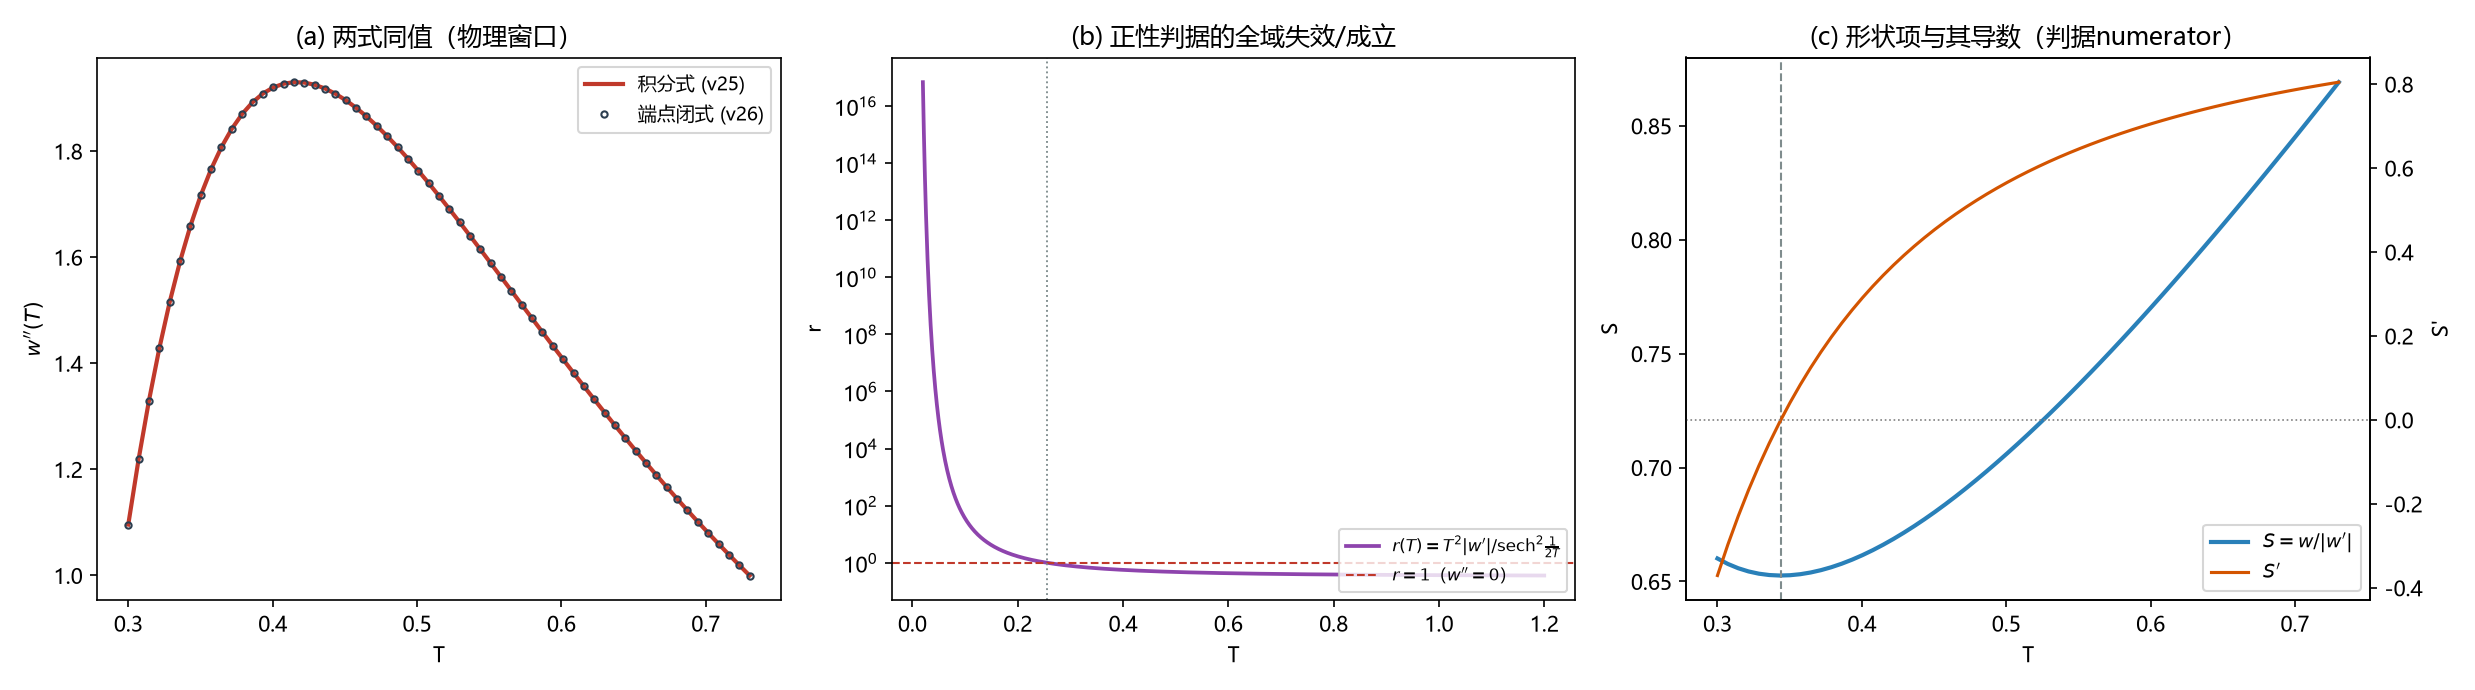 (a) 两式同值（物理窗口）
积分式 (v25)
端点闭式 (v26)
w''(T)
1.8
1.6
1.4
1.2
1.0
0.3 0.4 0.5 0.6 0.7
T
(b) 正性判据的全域失效/成立
r
10^16
10^14
10^12
10^10
10^8
10^6
10^4
10^2
10^0
r(T) = T^2|w'|/sech^2 1/2T
r = 1 (w'' = 0)
0.0 0.2 0.4 0.6 0.8 1.0 1.2
T
(c) 形状项与其导数（判据numerator）
S
0.85
0.80
0.75
0.70
0.65
0.8
0.6
0.4
0.2
0.0
-0.2
-0.4
S'
S = w/|w'|
S'
0.3 0.4 0.5 0.6 0.7
T